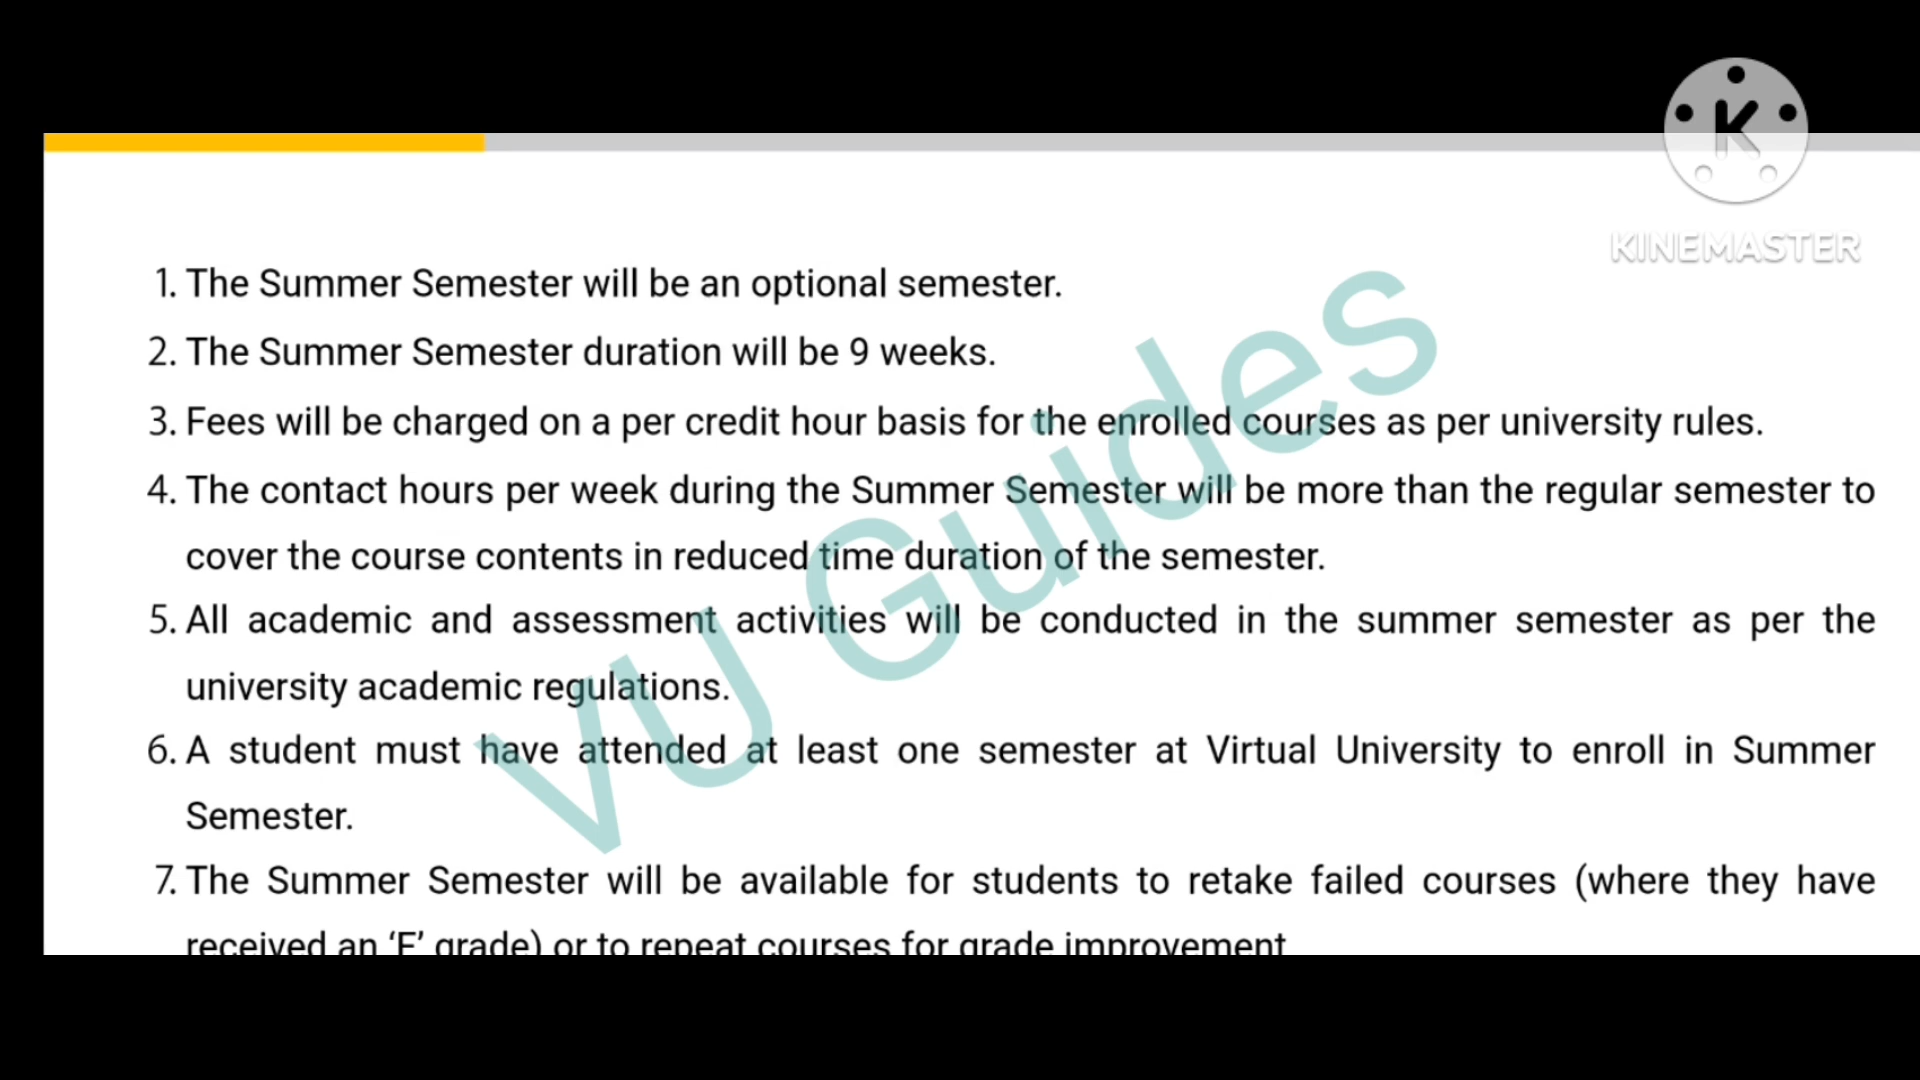 K
KINEMASTER
1. The Summer Semester will be an optional semester.
2. The Summer Semester duration will be 9 weeks.
3. Fees will be charged on a per credit hour basis for the enrolled courses as per university rules.
4. The contact hours per week during the Summer Semester will be more than the regular semester to
cover the course contents in reduced time duration of the semester.
5. All academic and assessment activities will be conducted in the summer semester as per the
university academic regulations.
6. A student must have attended at least one semester at Virtual University to enroll in Summer
Semester.
7. The Summer Semester will be available for students to retake failed courses (where they have
received an ‘F’ grade) or to repeat courses for grade improvement
VU Guides